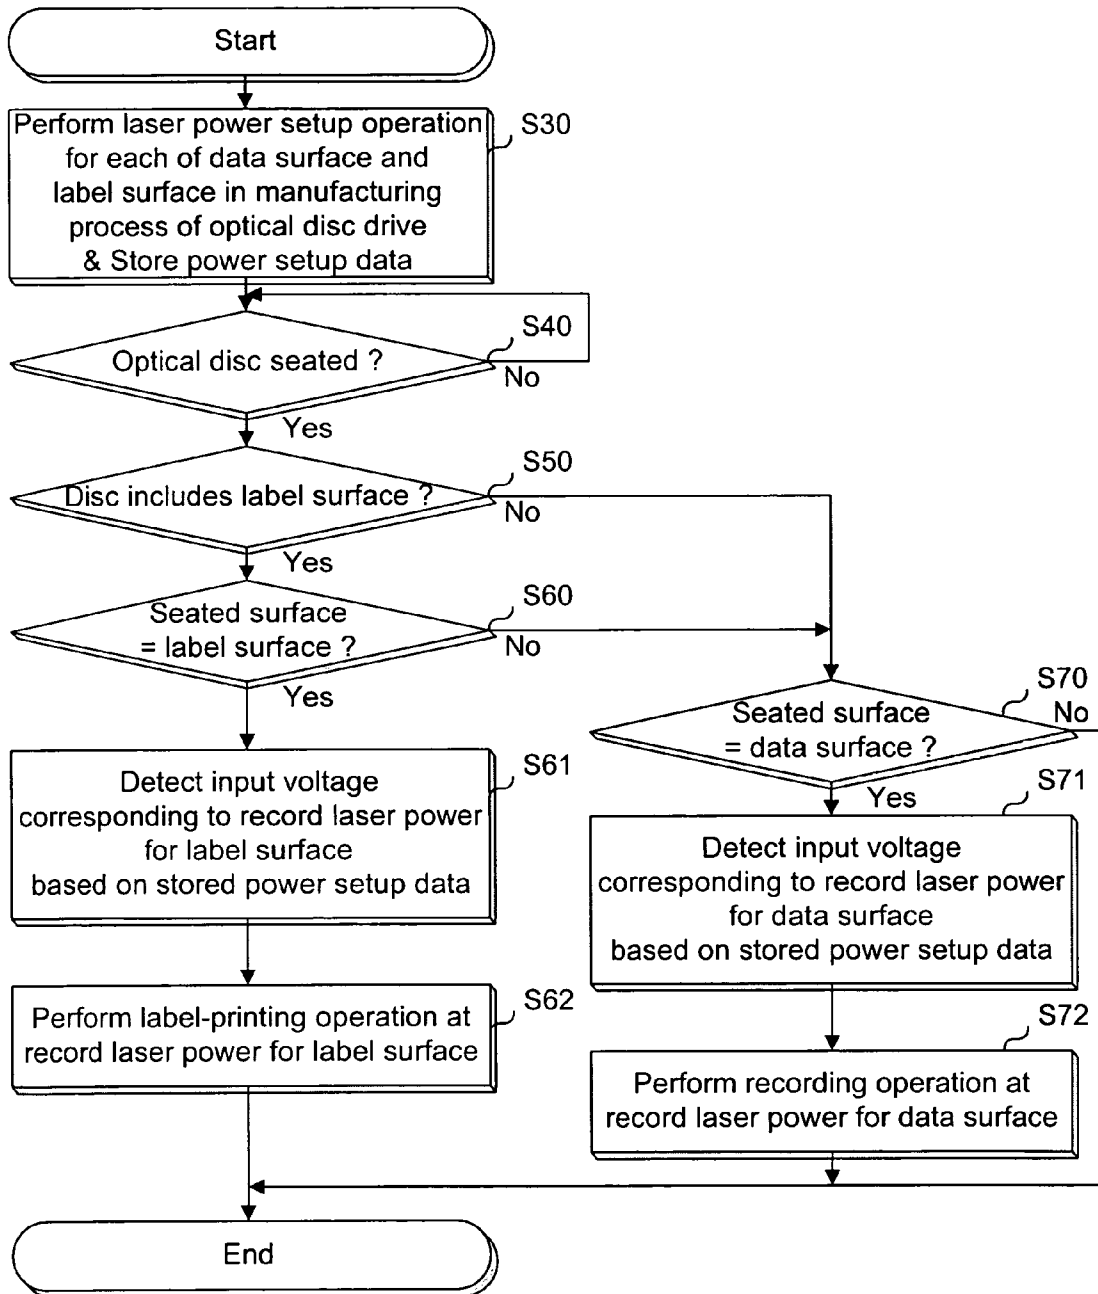 Start
S30
Perform laser power setup operation
for each of data surface and
label surface in manufacturing
process of optical disc drive
& Store power setup data
S40
Optical disc seated ?
No
Yes
S50
Disc includes label surface ?
No
Yes
S60
Seated surface
= label surface ?
No
Yes
S70
Seated surface
= data surface ?
No
Yes
S61
Detect input voltage
corresponding to record laser power
for label surface
based on stored power setup data
S71
Detect input voltage
corresponding to record laser power
for data surface
based on stored power setup data
S62
Perform label-printing operation at
record laser power for label surface
S72
Perform recording operation at
record laser power for data surface
End